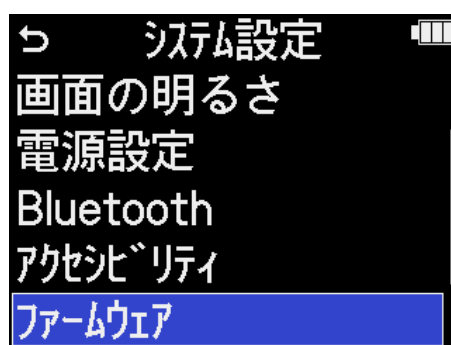 システム設定
画面の明るさ
電源設定
Bluetooth
アクセシビリティ
ファームウェア